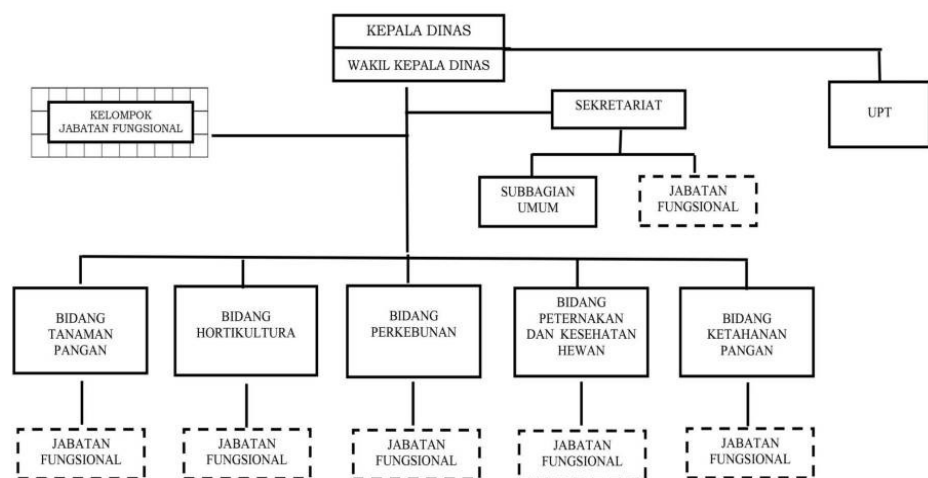 KEPALA DINAS
WAKIL KEPALA DINAS
KELOMPOK
JABATAN FUNGSIONAL
SEKRETARIAT
UPT
SUBBAGIAN
UMUM
JABATAN
FUNGSIONAL
BIDANG
TANAMAN
PANGAN
BIDANG
HORTIKULTURA
BIDANG
PERKEBUNAN
BIDANG
PETERNAKAN
DAN KESEHATAN
HEWAN
BIDANG
KETAHANAN
PANGAN
JABATAN
FUNGSIONAL
JABATAN
FUNGSIONAL
JABATAN
FUNGSIONAL
JABATAN
FUNGSIONAL
JABATAN
FUNGSIONAL